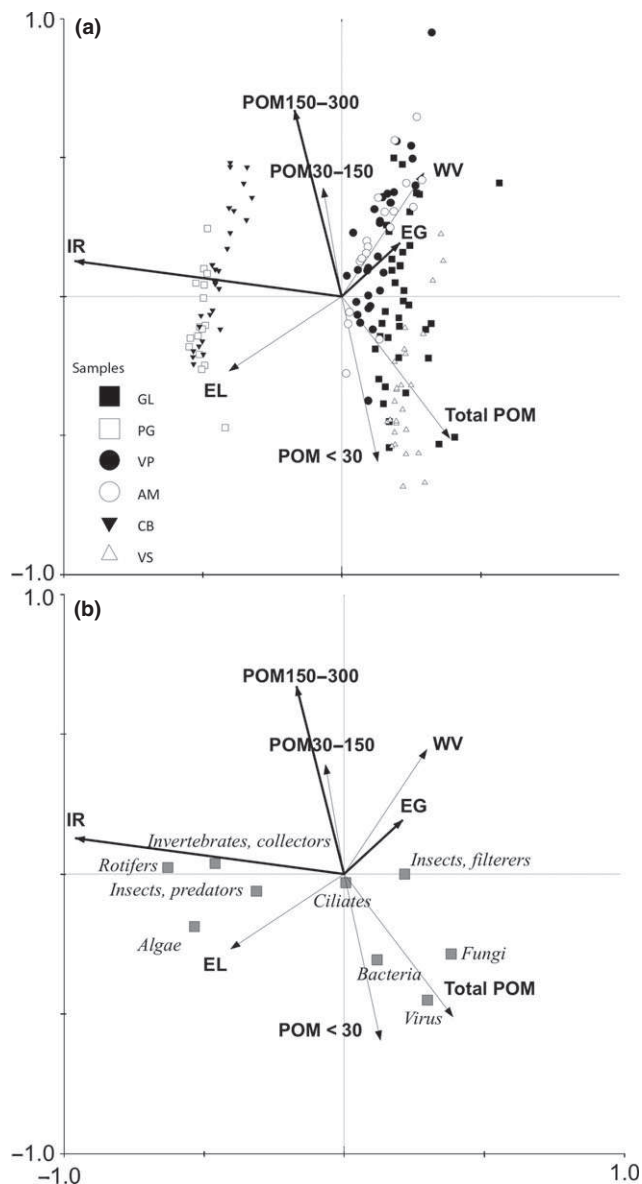 1.0
(a)
POM150–300
POM30–150
WV
EG
IR
EL
Samples
GL
PG
VP
AM
CB
VS
Total POM
POM < 30
–1.0
1.0
(b)
POM150–300
POM30–150
WV
EG
IR
Invertebrates, collectors
Rotifers
Insects, filterers
Insects, predators
Ciliates
Algae
EL
Bacteria
Fungi
Total POM
Virus
POM < 30
–1.0
–1.0
1.0